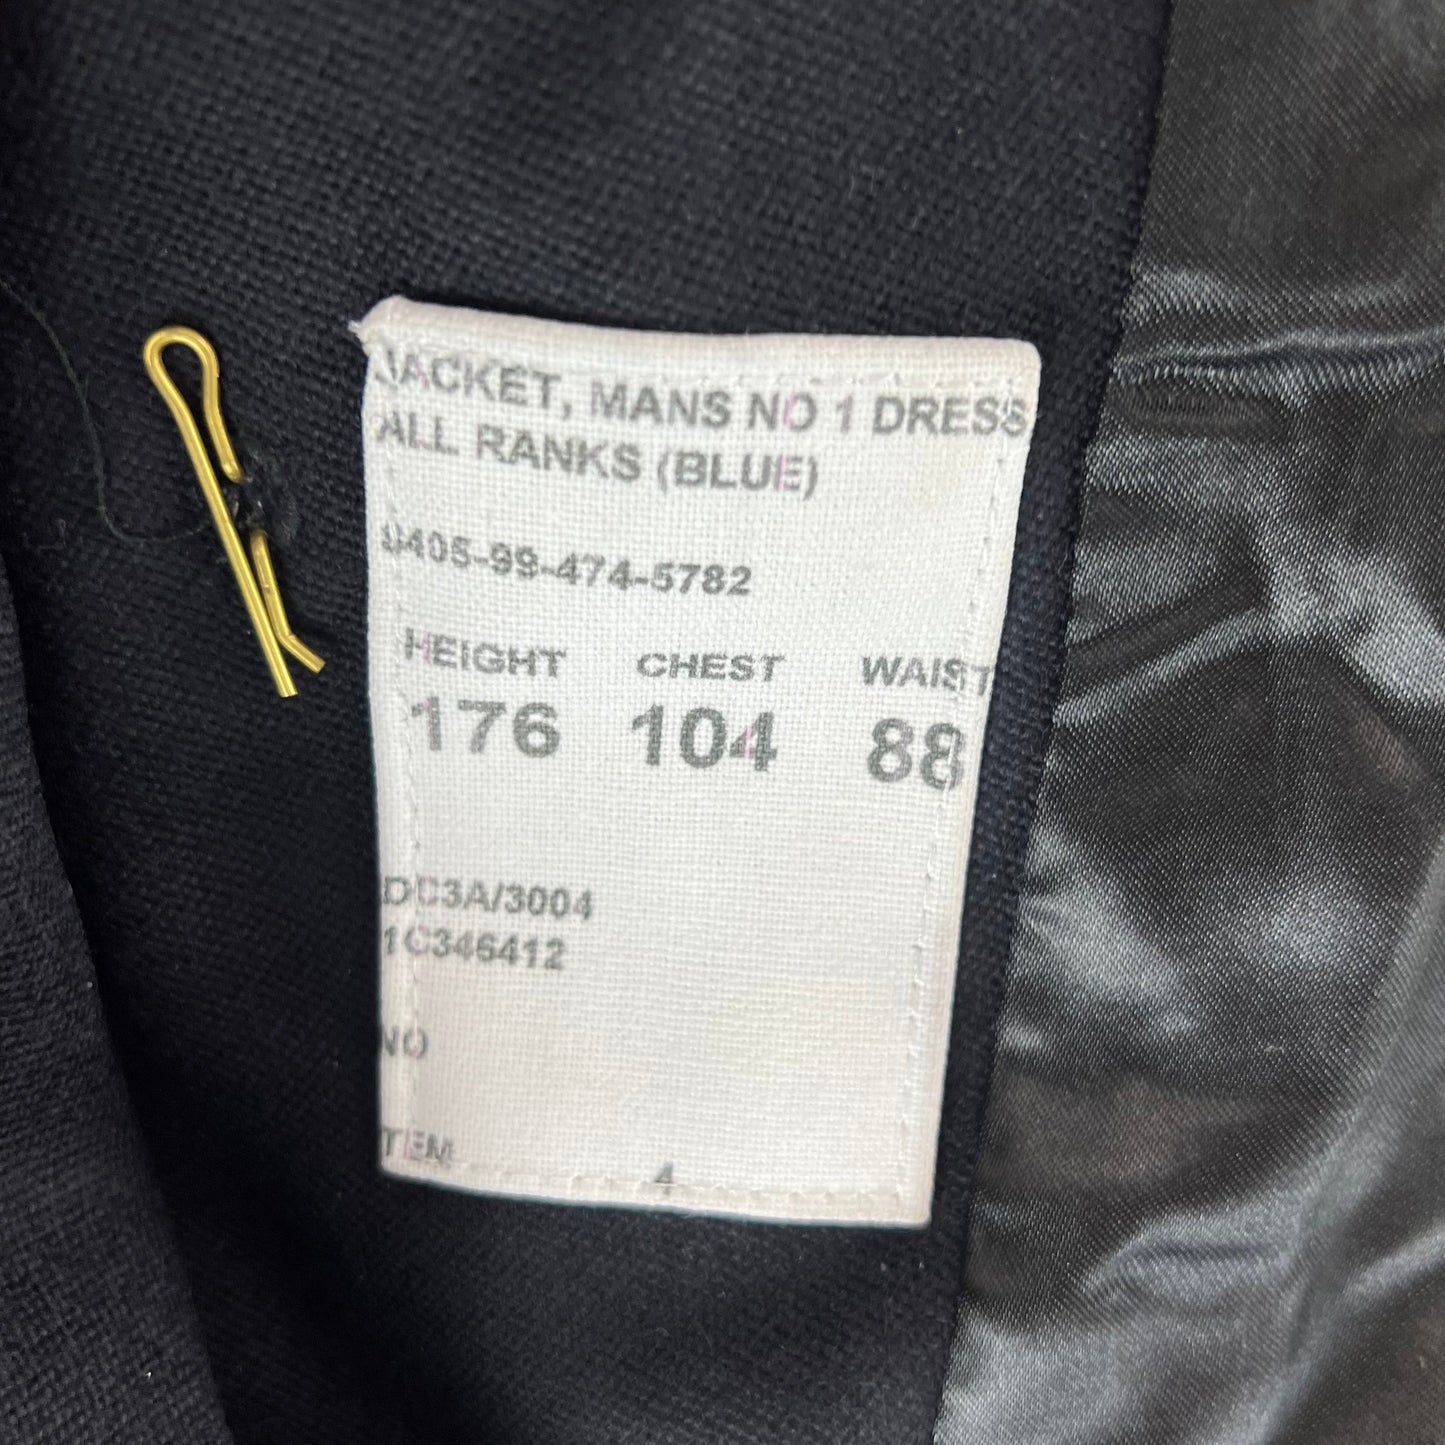 JACKET, MANS NO 1 DRESS
ALL RANKS (BLUE)
8405-99-474-5782
HEIGHT CHEST WAIST
176 104 88
DC3A/3004
1C346412
NO
ITEM 4